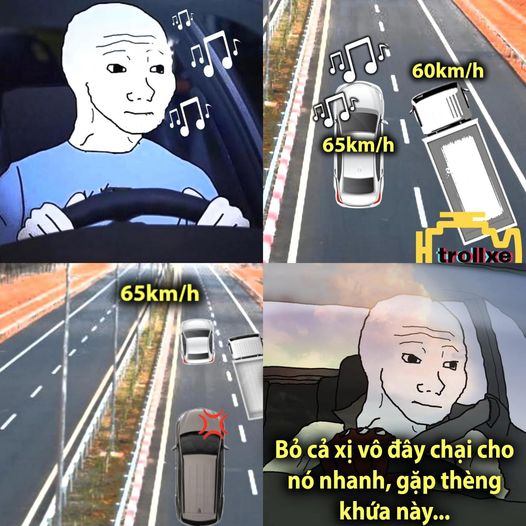 60km/h
65km/h
trollxe
65km/h
Bỏ cả xị vô đây chại cho
nó nhanh, gặp thèng
khứa này...